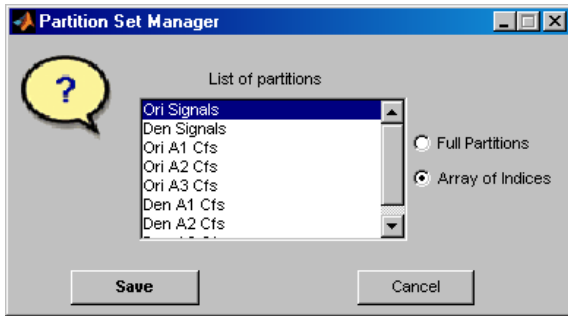 Partition Set Manager
?
List of partitions
Ori Signals
Den Signals
Ori A1 Cfs
Ori A2 Cfs
Ori A3 Cfs
Den A1 Cfs
Den A2 Cfs
Full Partitions
Array of Indices
Save
Cancel